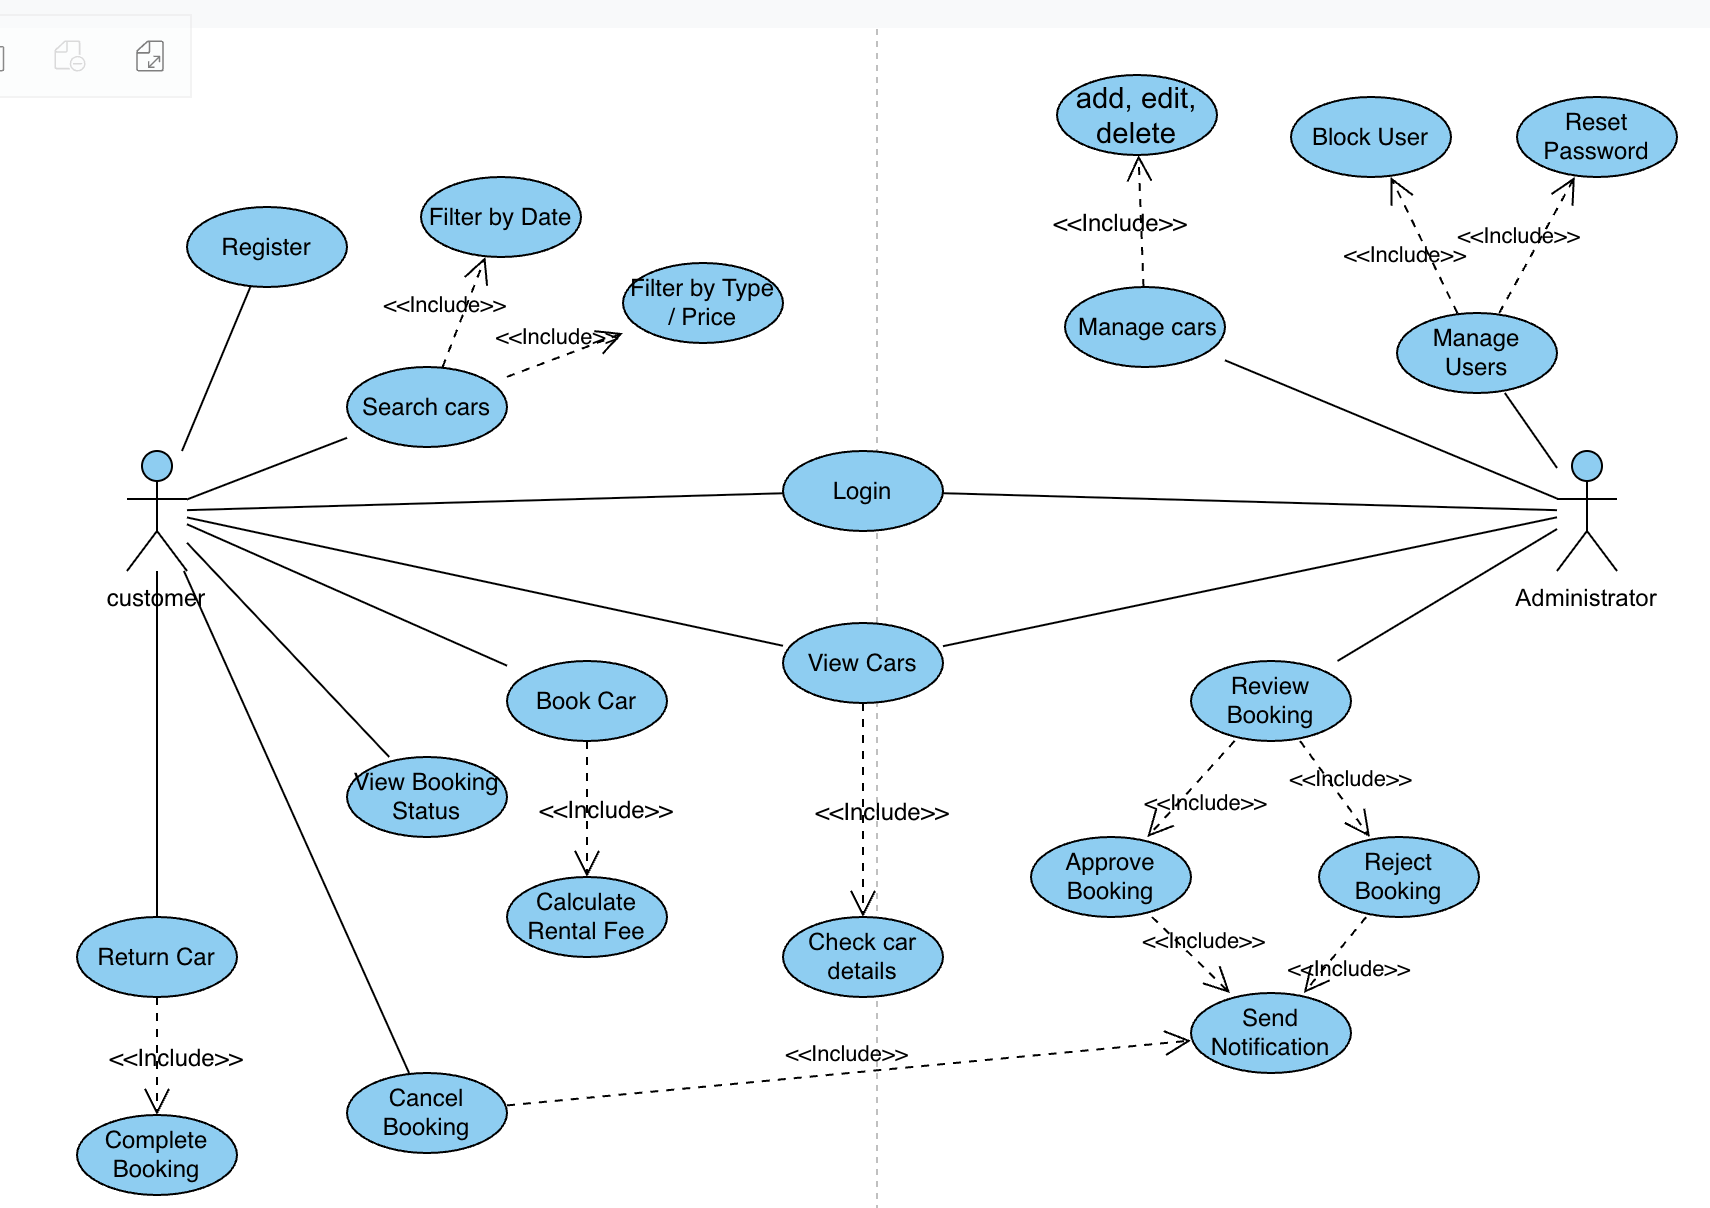 add, edit,
delete
Block User
Reset
Password
Filter by Date
Register
<<Include>>
<<Include>>
<<Include>>
Filter by Type
/ Price
<<Include>>
<<Include>>
Manage cars
Manage
Users
Search cars
Login
customer
Administrator
View Cars
Review
Booking
Book Car
View Booking
Status
<<Include>>
<<Include>>
<<Include>>
<<Include>>
Approve
Booking
Reject
Booking
Calculate
Rental Fee
Return Car
Check car
details
<<Include>>
<<Include>>
Send
Notification
<<Include>>
<<Include>>
Cancel
Booking
Complete
Booking